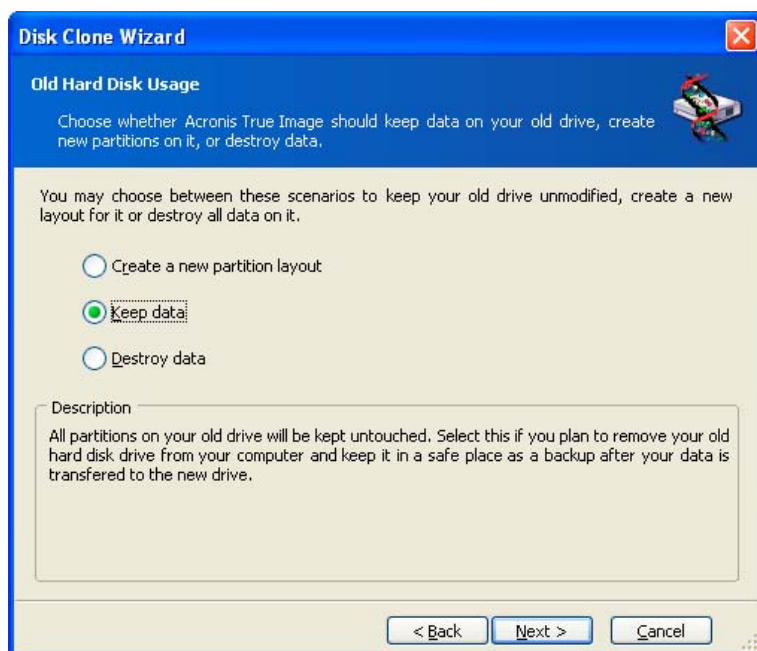 Disk Clone Wizard
Old Hard Disk Usage
Choose whether Acronis True Image should keep data on your old drive, create
new partitions on it, or destroy data.
You may choose between these scenarios to keep your old drive unmodified, create a new
layout for it or destroy all data on it.
Create a new partition layout
Keep data
Destroy data
Description
All partitions on your old drive will be kept untouched. Select this if you plan to remove your old
hard disk drive from your computer and keep it in a safe place as a backup after your data is
transfered to the new drive.
< Back Next > Cancel